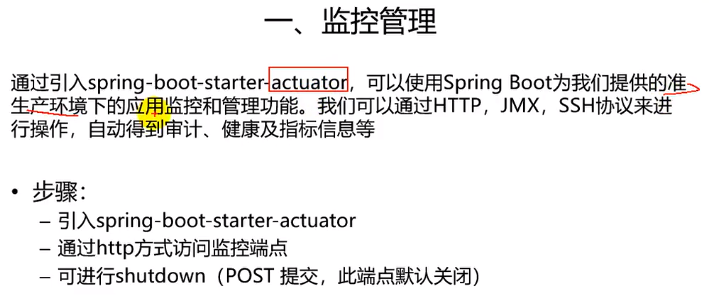 一、监控管理
通过引入spring-boot-starter-actuator，可以使用Spring Boot为我们提供的准
生产环境下的应用监控和管理功能。我们可以通过HTTP，JMX，SSH协议来进
行操作，自动得到审计、健康及指标信息等
• 步骤：
– 引入spring-boot-starter-actuator
– 通过http方式访问监控端点
– 可进行shutdown（POST 提交，此端点默认关闭）